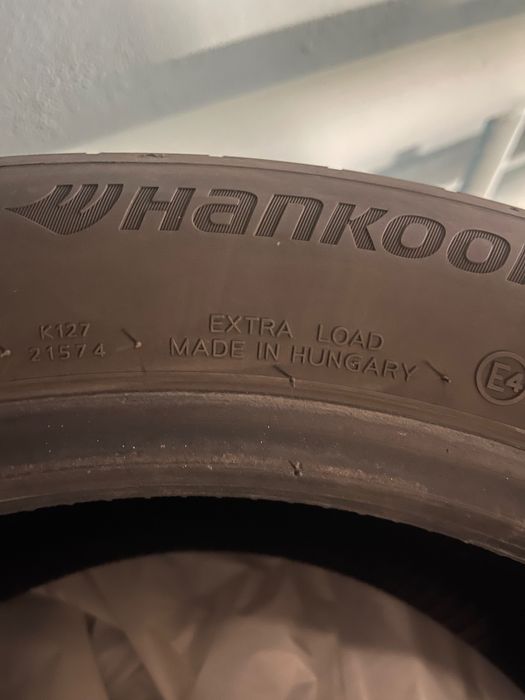 Hankook
K127
21574
EXTRA LOAD
MADE IN HUNGARY
E4